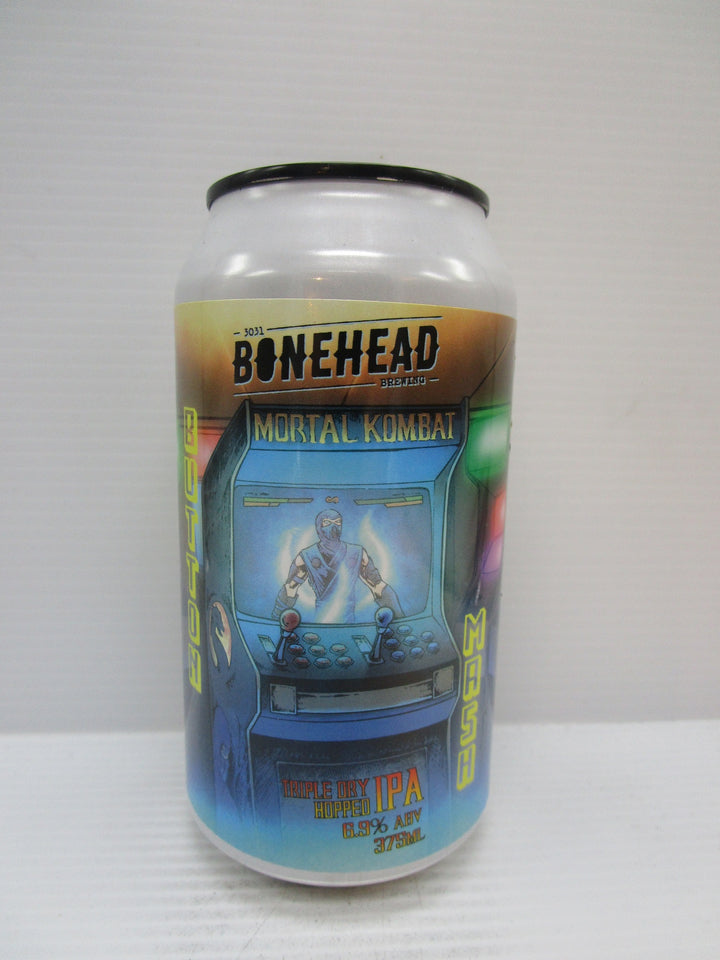 3031
BONEHEAD
BREWING
MORTAL KOMBAT
BUTTON
MASH
TRIPLE DRY
HOPPED IPA
6.9% ABV
375ML